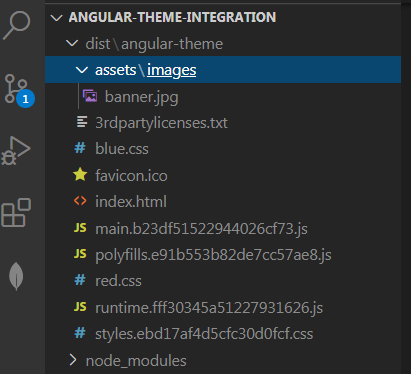 ANGULAR-THEME-INTEGRATION
dist\angular-theme
assets\images
banner.jpg
3rdpartylicenses.txt
# blue.css
favicon.ico
<> index.html
JS main.b23df51522944026cf73.js
JS polyfills.e91b553b82de7cc57ae8.js
# red.css
JS runtime.fff30345a51227931626.js
# styles.ebd17af4d5cfc30d0fcf.css
node_modules
1